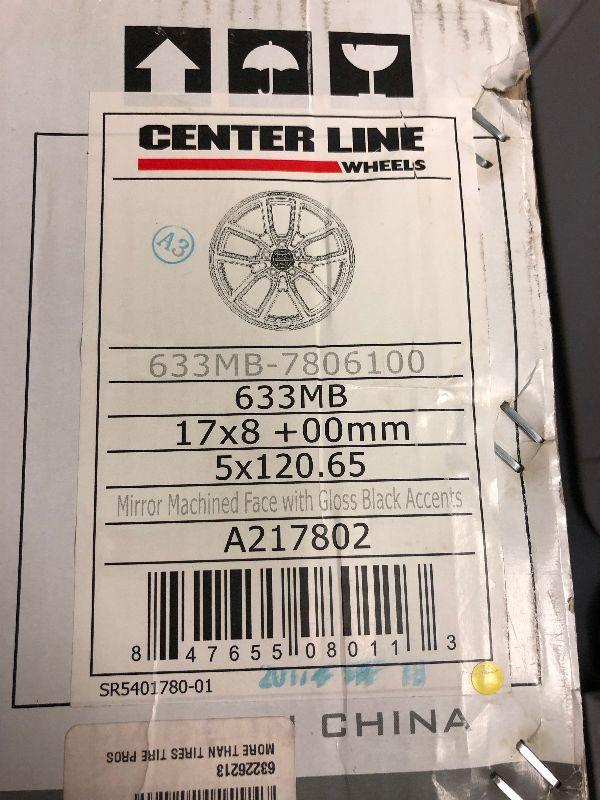 CENTER LINE
WHEELS
A3
633MB-7806100
633MB
17x8 +00mm
5x120.65
Mirror Machined Face with Gloss Black Accents
A217802
8 47655 08011 3
SR5401780-01
CHINA
63226213
MORE THAN TIRES TIRE PROS